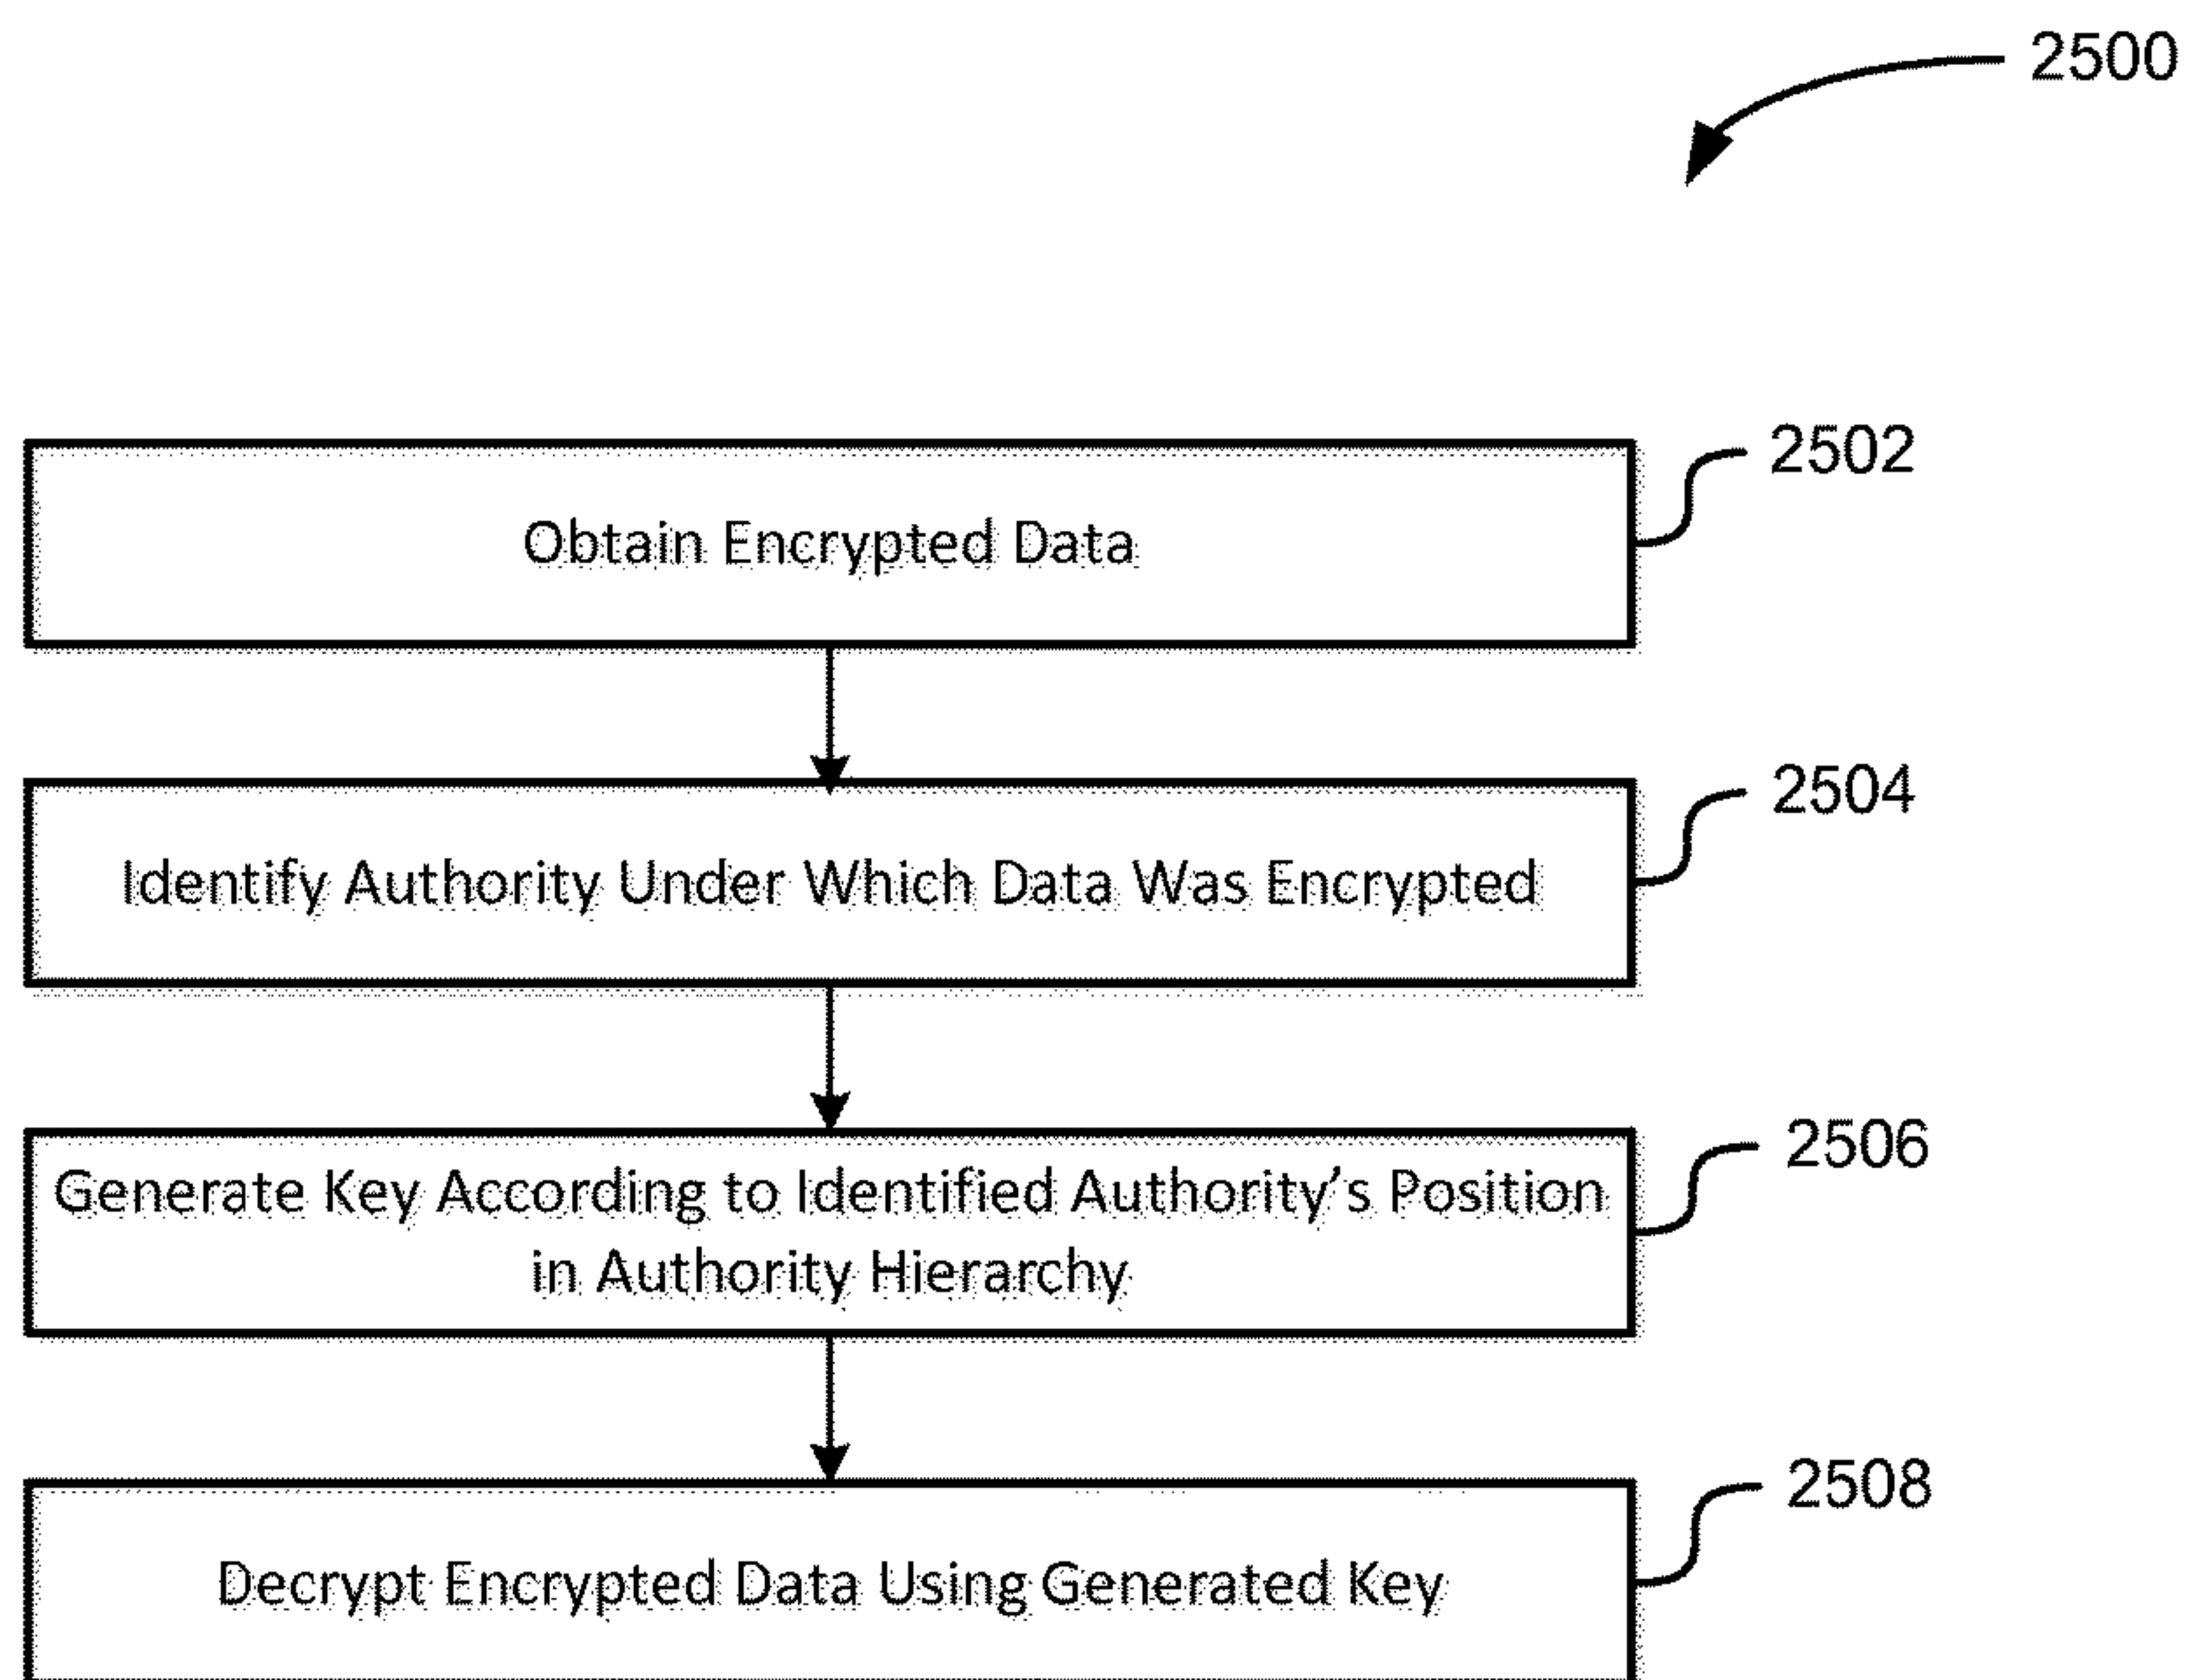 2500
2502
Obtain Encrypted Data
2504
Identify Authority Under Which Data Was Encrypted
2506
Generate Key According to Identified Authority's Position
in Authority Hierarchy
2508
Decrypt Encrypted Data Using Generated Key